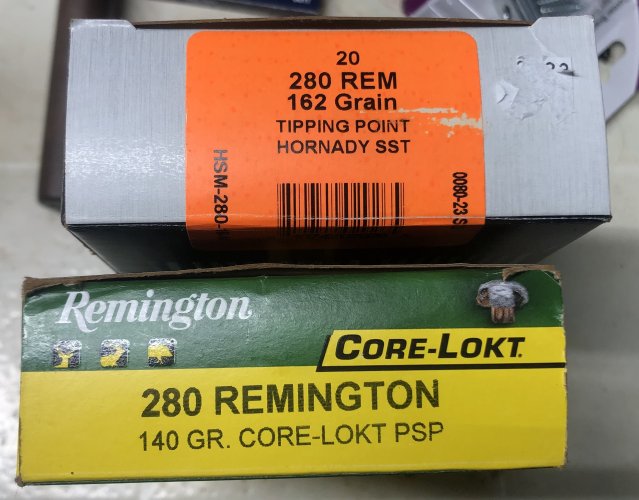 20
280 REM
162 Grain
TIPPING POINT
HORNADY SST
HSM-280-
0080-23 S
Remington
CORE-LOKT
280 REMINGTON
140 GR. CORE-LOKT PSP